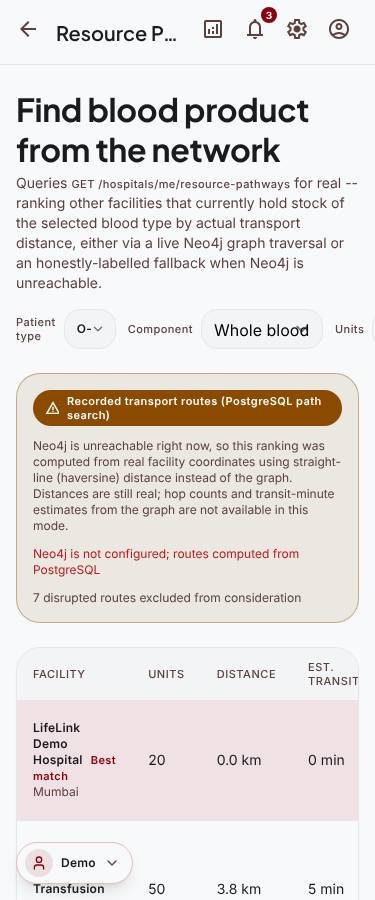 Resource P...
3
Find blood product
from the network
Queries GET /hospitals/me/resource-pathways for real --
ranking other facilities that currently hold stock of
the selected blood type by actual transport
distance, either via a live Neo4j graph traversal or
an honestly-labelled fallback when Neo4j is
unreachable.
Patient type O- Component Whole blood Units
Recorded transport routes (PostgreSQL path
search)
Neo4j is unreachable right now, so this ranking was
computed from real facility coordinates using straight-
line (haversine) distance instead of the graph.
Distances are still real; hop counts and transit-minute
estimates from the graph are not available in this
mode.
Neo4j is not configured; routes computed from
PostgreSQL
7 disrupted routes excluded from consideration
FACILITY UNITS DISTANCE EST. TRANSIT
LifeLink
Demo
Hospital Best
match
Mumbai
20 0.0 km 0 min
Demo
Transfusion 50 3.8 km 5 min